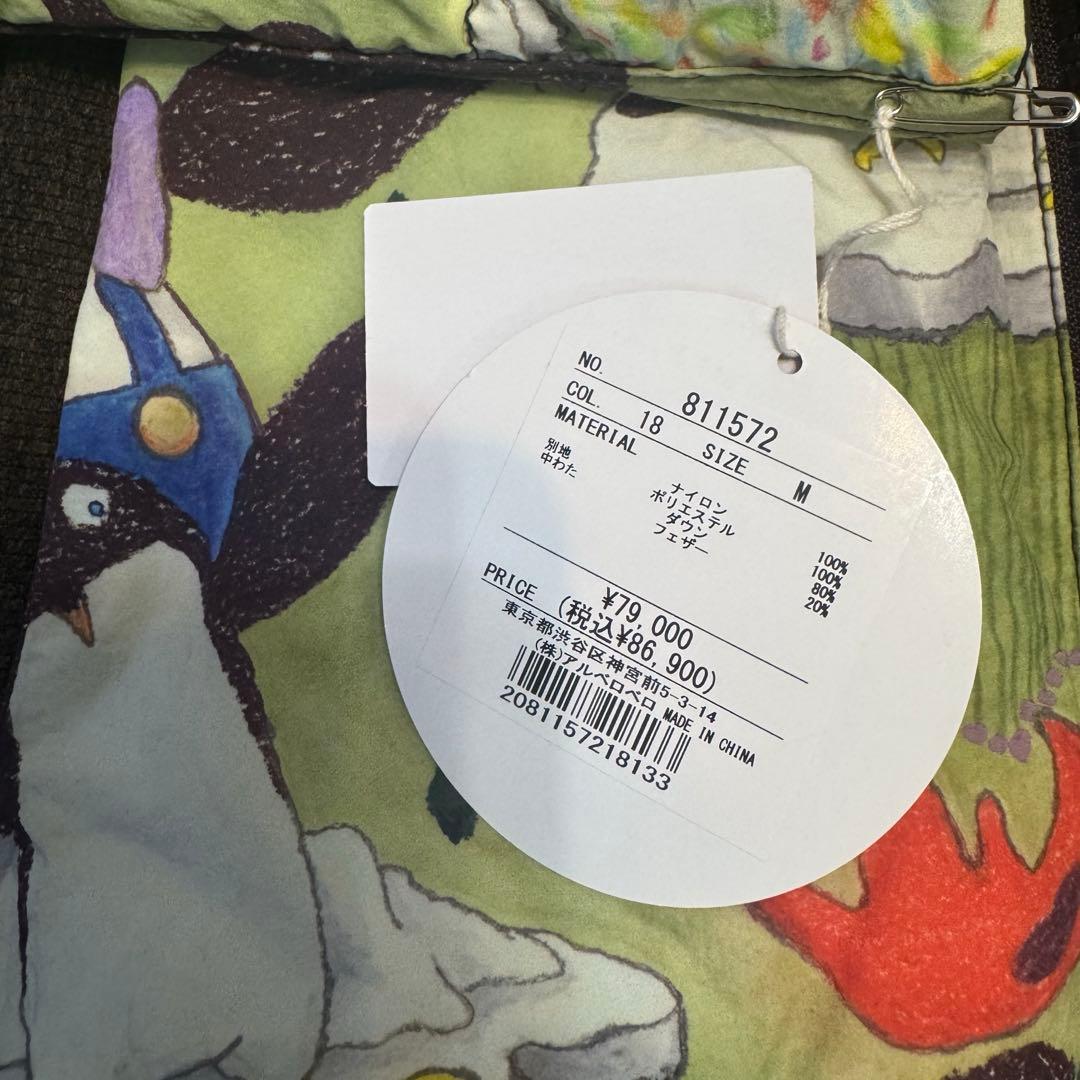 NO. 811572
COL. 18 SIZE M
MATERIAL
別地 ナイロン 100%
中わた ポリエステル 100%
ダウン 80%
フェザー 20%
PRICE ¥79,000
(税込¥86,900)
東京都渋谷区神宮前5-3-14
(株)アルベロベロ MADE IN CHINA
2081157218133